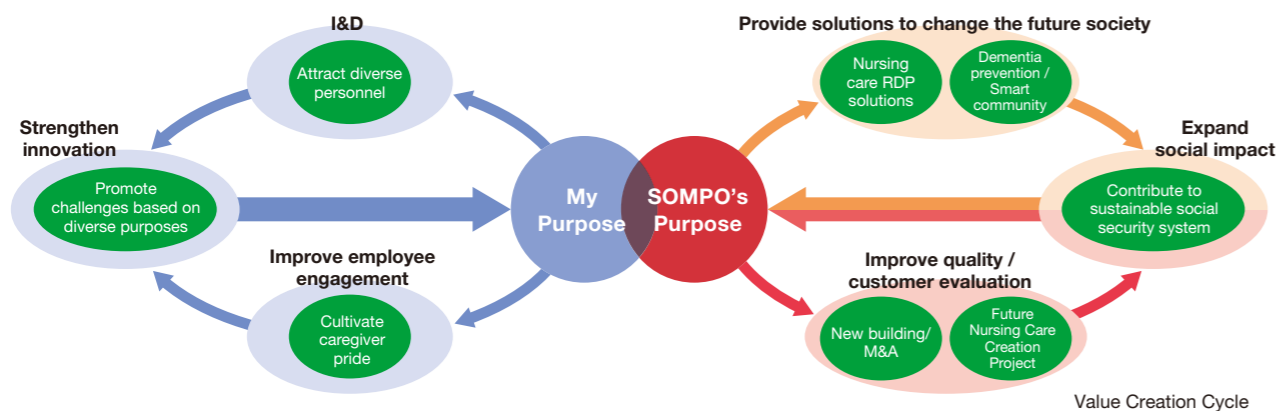 I&D
Attract diverse
personnel
Strengthen
innovation
Promote
challenges based on
diverse purposes
Improve employee
engagement
Cultivate
caregiver
pride
My
Purpose
SOMPO's
Purpose
Provide solutions to change the future society
Nursing
care RDP
solutions
Dementia
prevention /
Smart
community
Expand
social impact
Contribute to
sustainable social
security system
Improve quality /
customer evaluation
New building/
M&A
Future
Nursing Care
Creation
Project
Value Creation Cycle